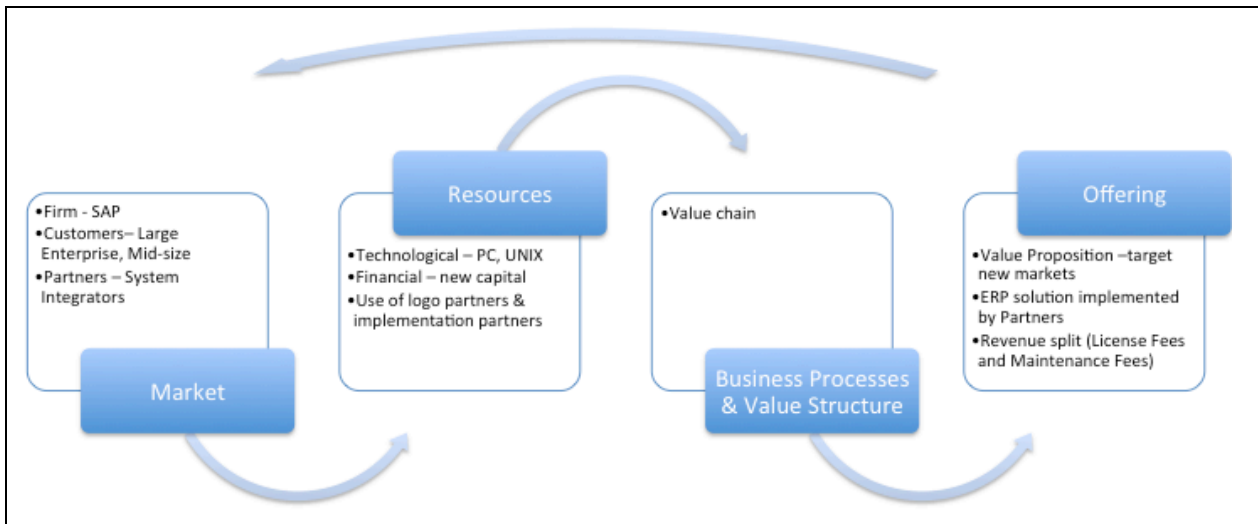 •Firm - SAP
•Customers– Large
Enterprise, Mid-size
•Partners – System
Integrators
Market
Resources
•Technological – PC, UNIX
•Financial – new capital
•Use of logo partners &
implementation partners
•Value chain
Business Processes
& Value Structure
Offering
•Value Proposition –target
new markets
•ERP solution implemented
by Partners
•Revenue split (License Fees
and Maintenance Fees)